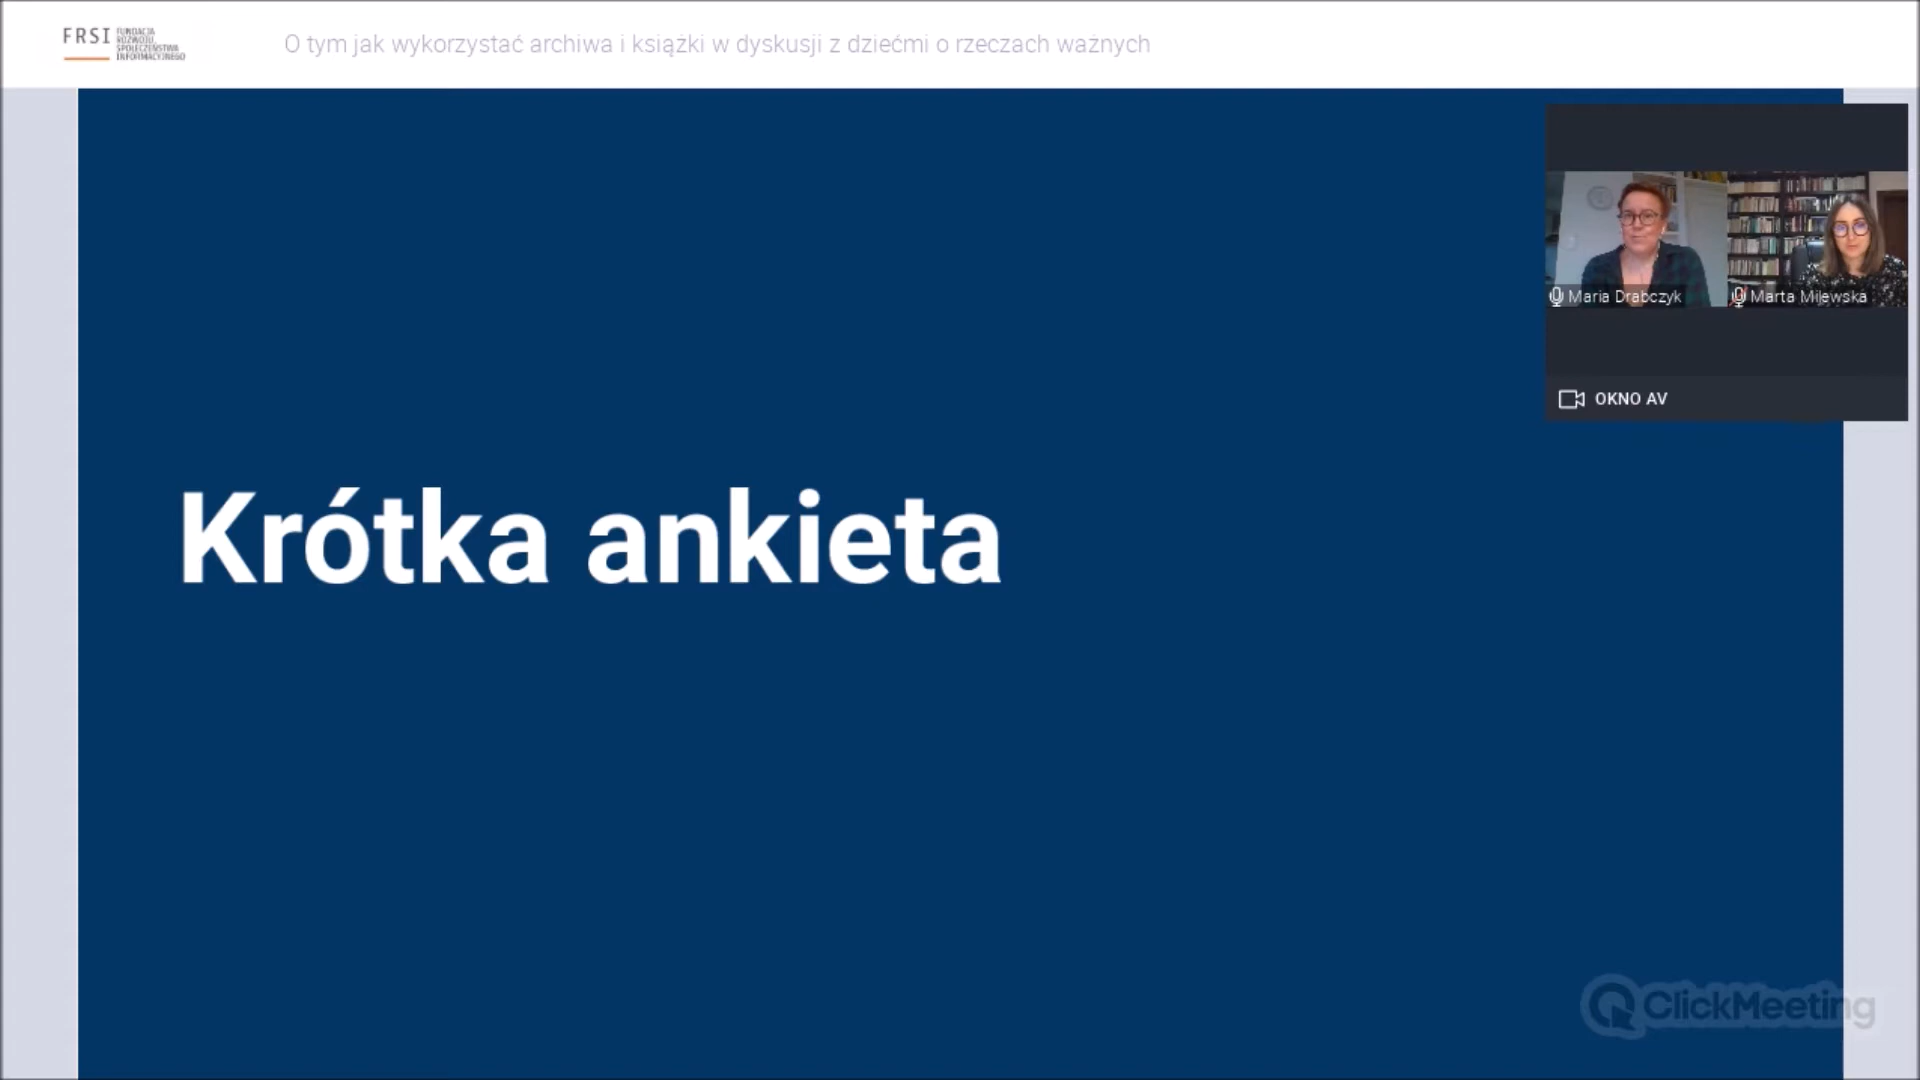 FRSI
FUNDACJA
ROZWOJU
SPOŁECZEŃSTWA
INFORMACYJNEGO
O tym jak wykorzystać archiwa i książki w dyskusji z dziećmi o rzeczach ważnych
Maria Drabczyk
Marta Milewska
OKNO AV
Krótka ankieta
ClickMeeting